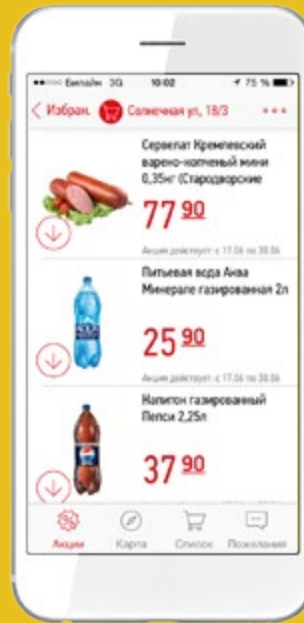 Билайн 3G 10:02 75 %
Избран. Солнечная ул, 18/3
Сервелат Кремлевский
варено-копченый мини
0,35кг (Стародворские
77 90
Акция действует: с 17.06 по 30.06
Питьевая вода Аква
Минерале газированная 2л
25 90
Акция действует: с 17.06 по 30.06
Напиток газированный
Пепси 2,25л
37 90
Акции Карта Список Пожелания